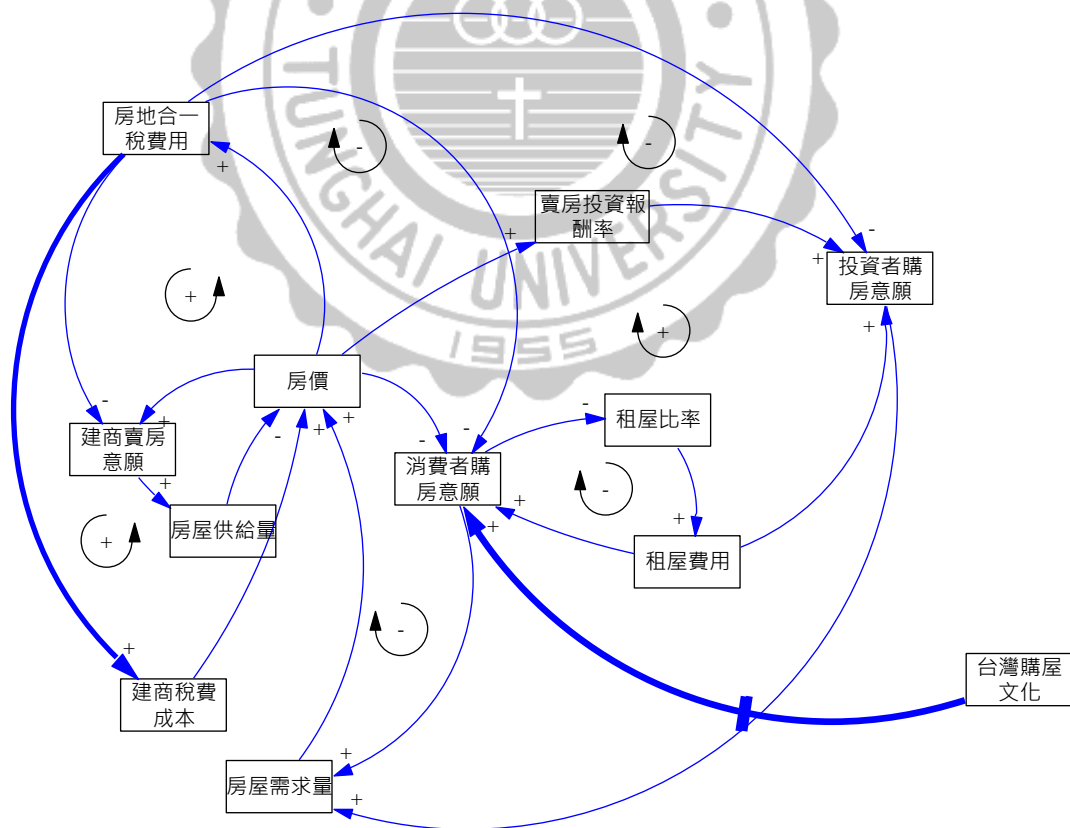 TUNGHAI UNIVERSITY
1955
房地合一
稅費用
-
-
+
賣房投資報
酬率
+
-
+
投資者購
房意願
+
+
+
房價
-
+
建商賣房
意願
+
-
+
+
-
-
消費者購
房意願
-
租屋比率
-
+
+
+
房屋供給量
+
租屋費用
+
-
+
建商稅費
成本
台灣購屋
文化
+
+
房屋需求量